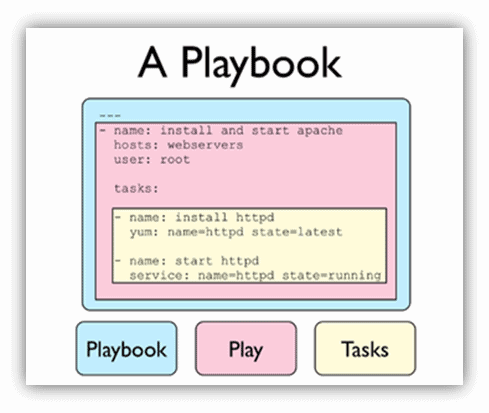 A Playbook
---
- name: install and start apache
  hosts: webservers
  user: root
  tasks:
  - name: install httpd
    yum: name=httpd state=latest
  - name: start httpd
    service: name=httpd state=running
Playbook
Play
Tasks